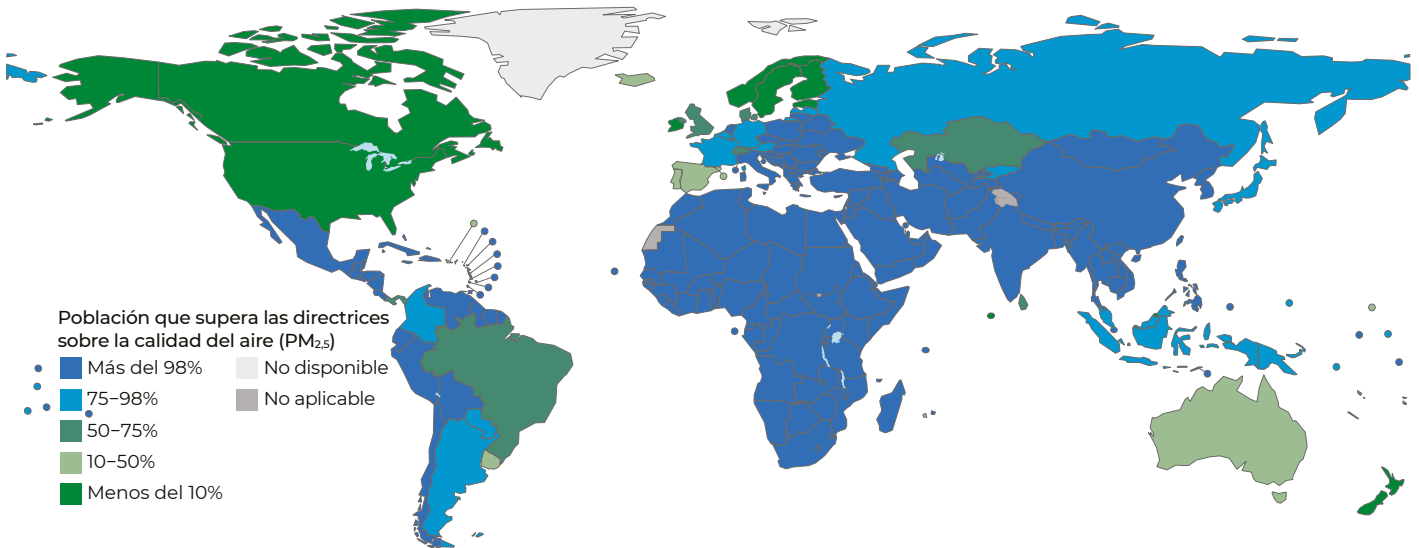 Población que supera las directrices
sobre la calidad del aire (PM₂,₅)
Más del 98%
75–98%
50–75%
10–50%
Menos del 10%
No disponible
No aplicable